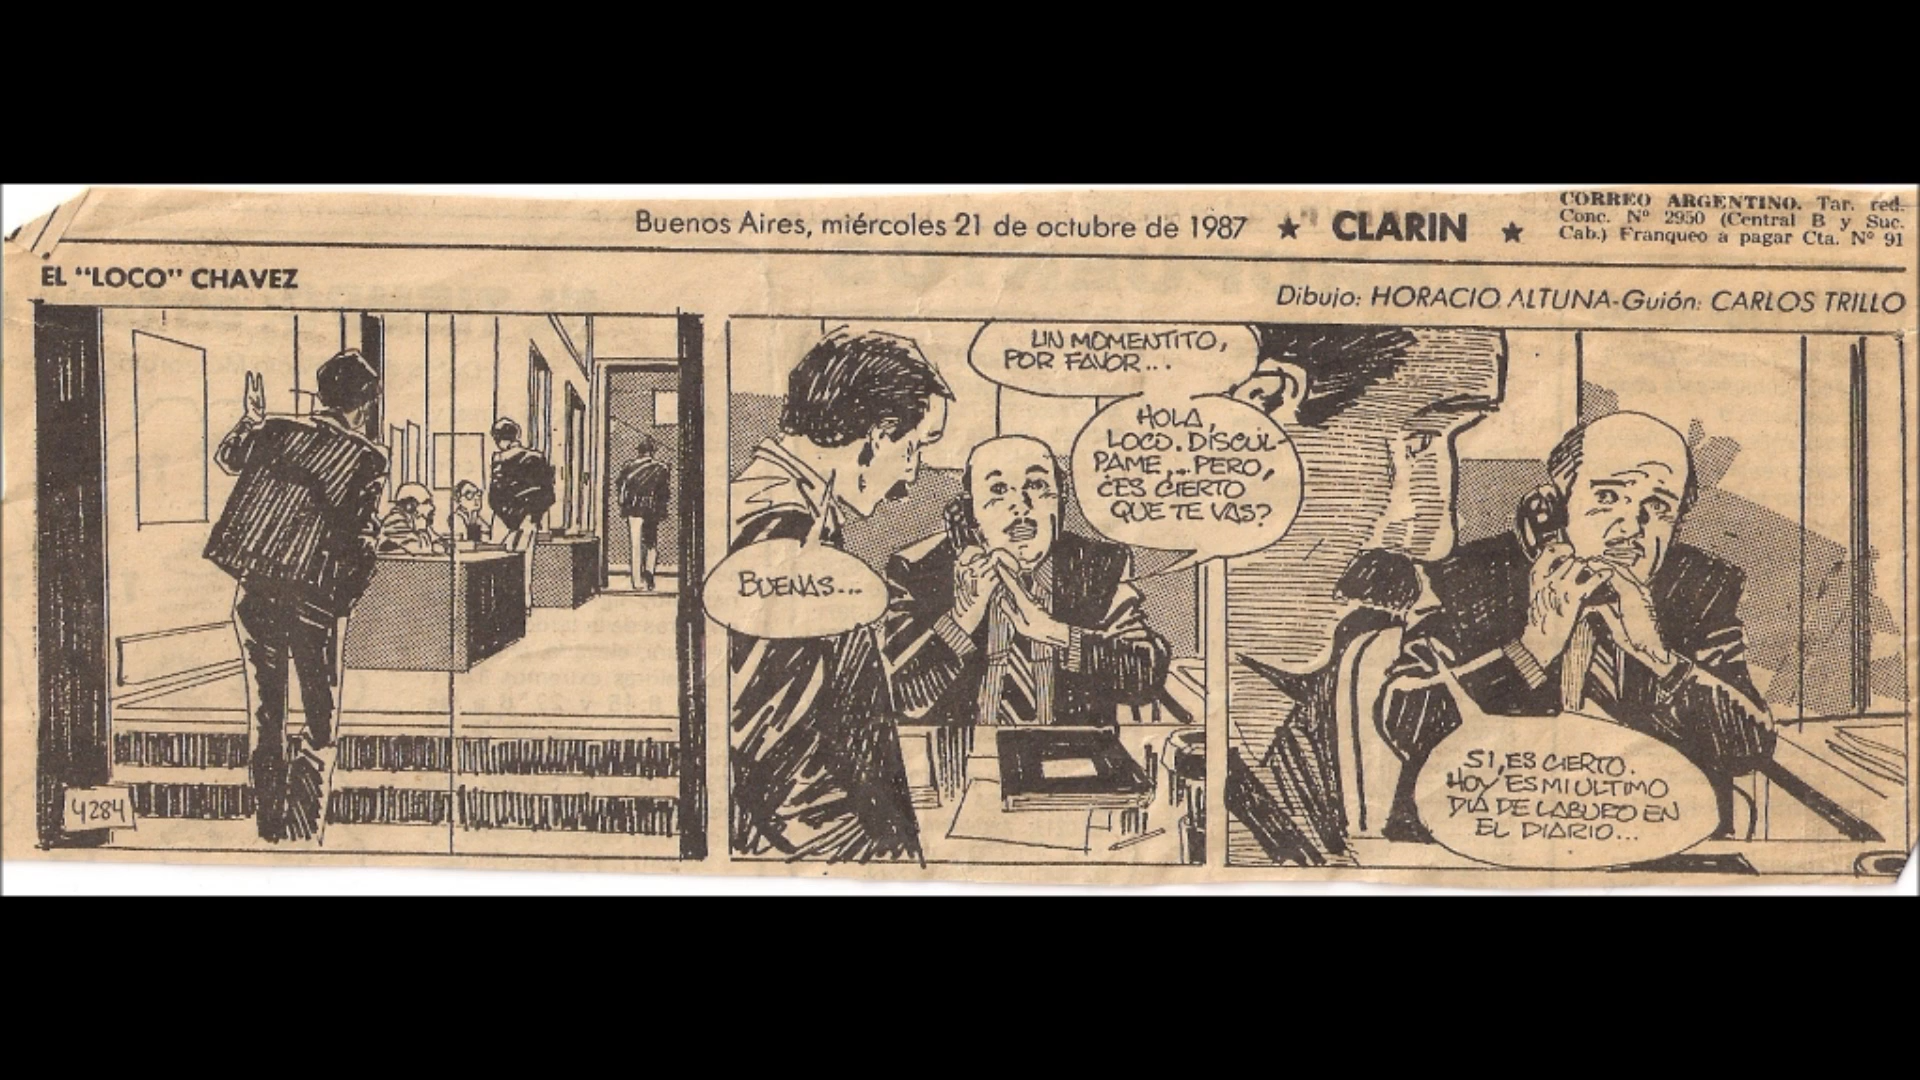 Buenos Aires, miércoles 21 de octubre de 1987 ★ CLARIN ★
CORREO ARGENTINO. Tar. red.
Conc. Nº 2950 (Central B y Suc.
Cab.) Franqueo a pagar Cta. Nº 91
EL "LOCO" CHAVEZ
Dibujo: HORACIO ALTUNA-Guión: CARLOS TRILLO
4284
UN MOMENTITO,
POR FAVOR...
BUENAS...
HOLA,
LOCO. DISCUL-
PAME... PERO,
¿ES CIERTO
QUE TE VAS?
SI, ES CIERTO.
HOY ES MI ULTIMO
DIA DE LABURO EN
EL DIARIO...